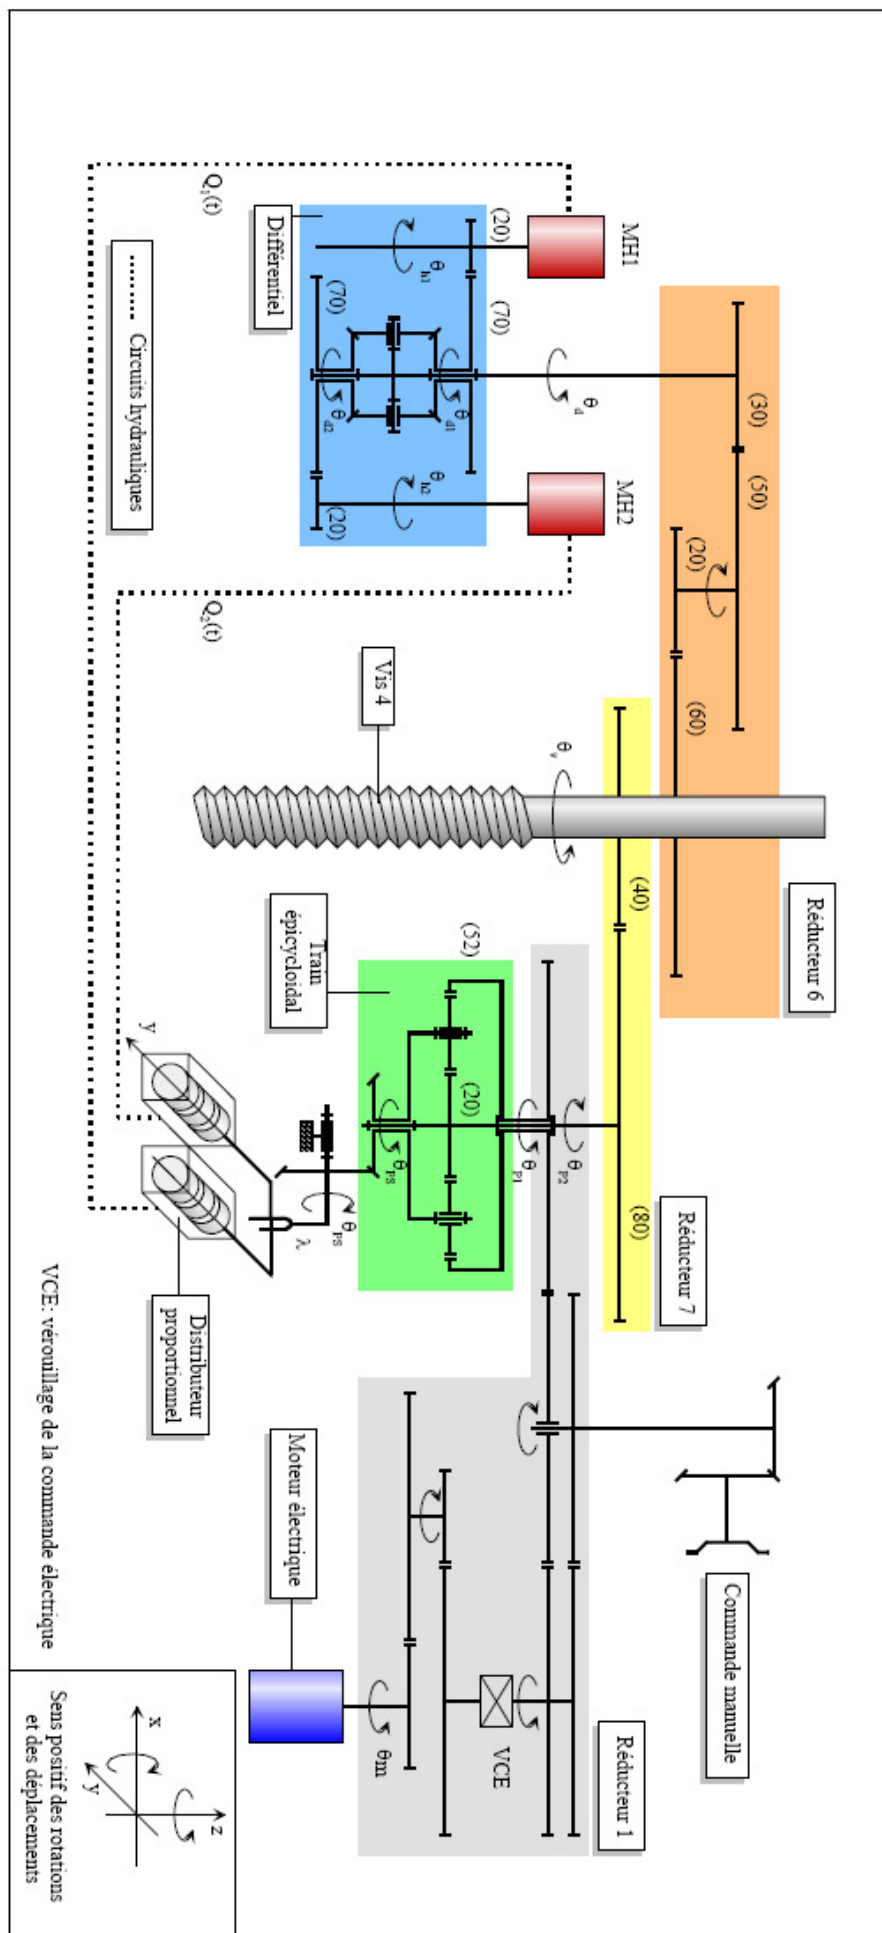 MH1
(20)
θh1
(70)
(70)
Différentiel
Q1(t)
Circuits hydrauliques
θd1
θd2
θd
MH2
θh2
(20)
Q2(t)
(30)
(50)
(20)
(60)
Réducteur 6
Vis 4
θv
(40)
(80)
Réducteur 7
Train
épicycloïdal
(52)
(20)
θP2
θP1
θPS
θPS
λ
y
Distributeur
proportionnel
Commande manuelle
Réducteur 1
VCE
θm
Moteur électrique
VCE: vérouillage de la commande électrique
z
x
y
Sens positif des rotations
et des déplacements